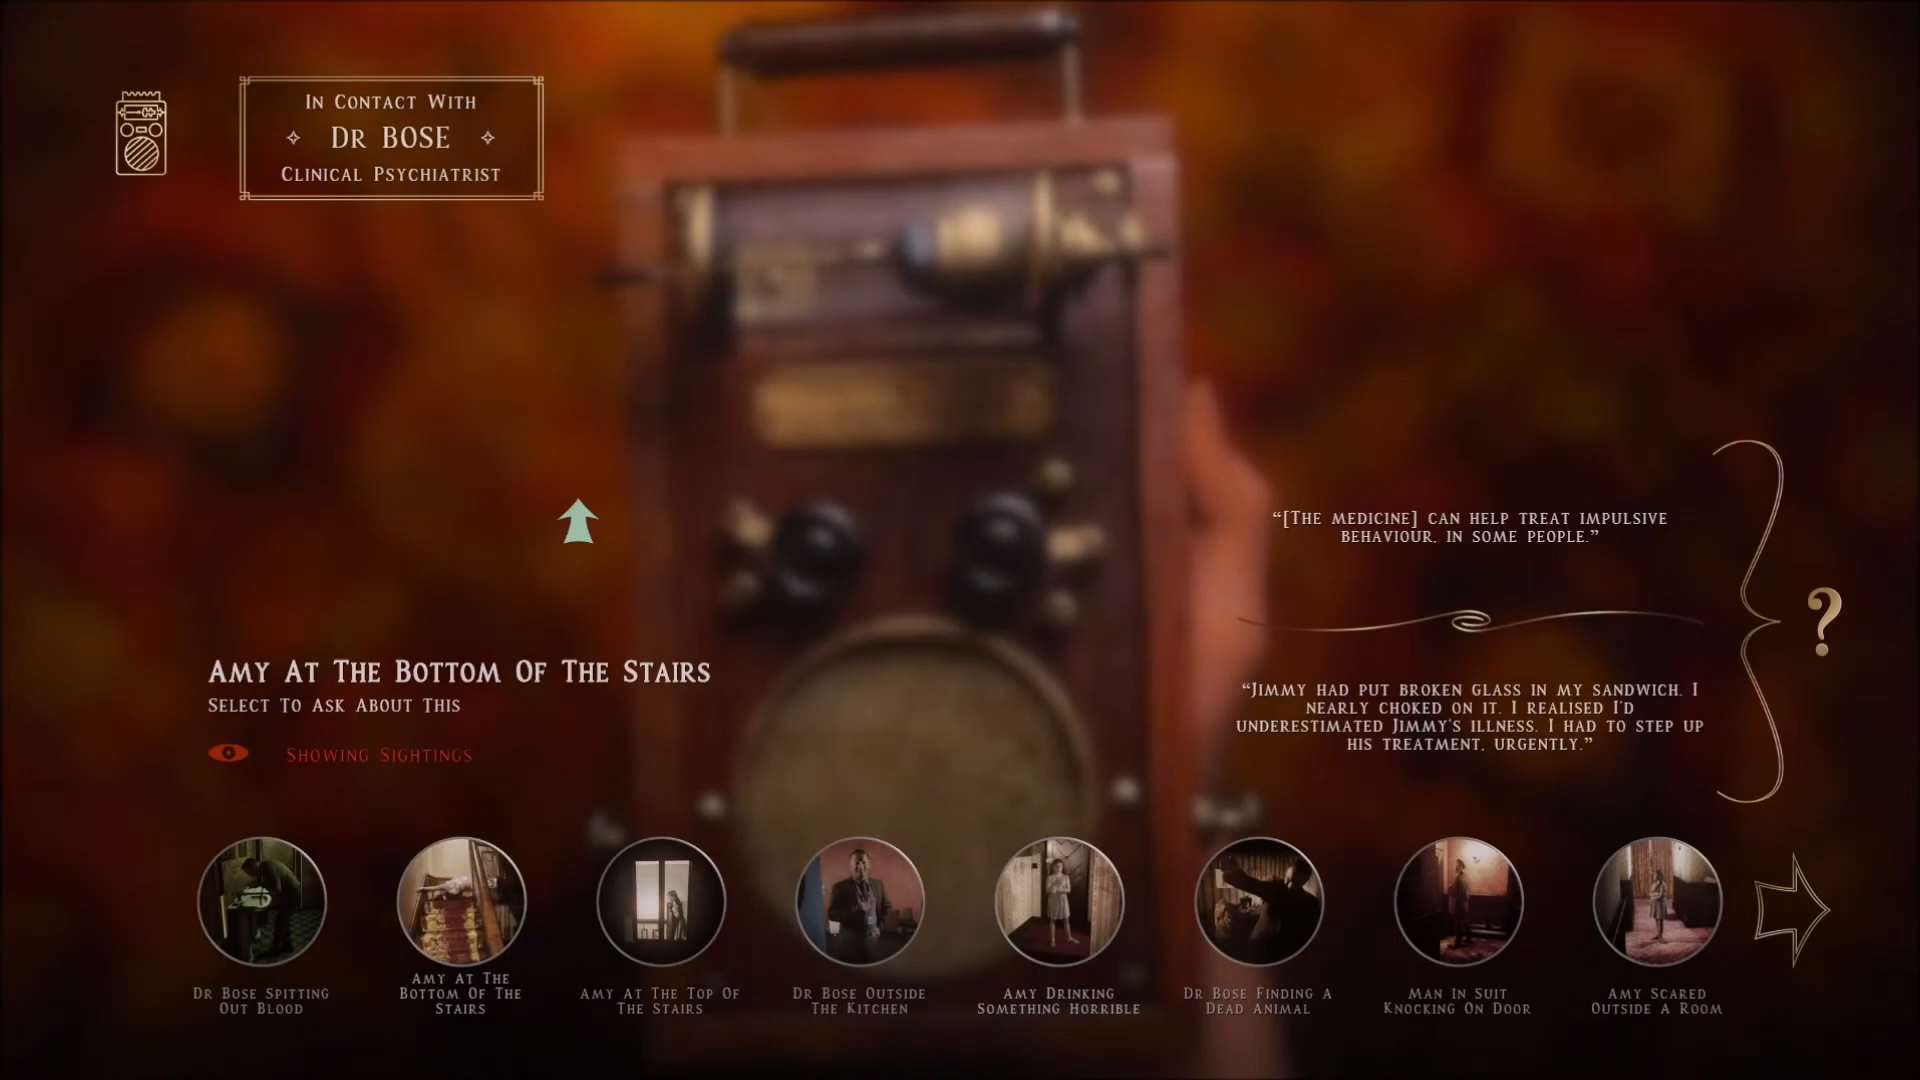 In Contact With
Dr BOSE
Clinical Psychiatrist
“[The medicine] can help treat impulsive
behaviour, in some people.”
?
“Jimmy had put broken glass in my sandwich. I
nearly choked on it. I realised I'd
underestimated Jimmy's illness. I had to step up
his treatment, urgently.”
Amy At The Bottom Of The Stairs
Select To Ask About This
Showing Sightings
Dr Bose Spitting
Out Blood
Amy At The
Bottom Of The
Stairs
Amy At The Top Of
The Stairs
Dr Bose Outside
The Kitchen
Amy Drinking
Something Horrible
Dr Bose Finding A
Dead Animal
Man In Suit
Knocking On Door
Amy Scared
Outside A Room